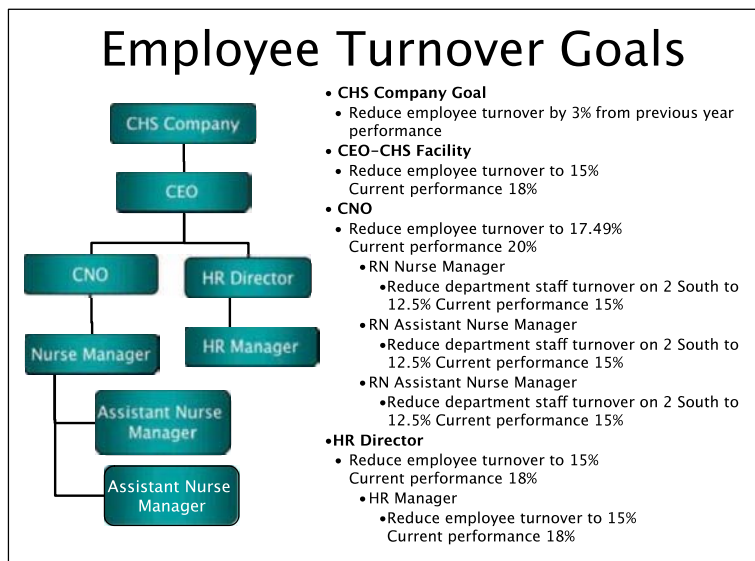 Employee Turnover Goals
CHS Company
CEO
CNO
HR Director
Nurse Manager
HR Manager
Assistant Nurse
Manager
Assistant Nurse
Manager
• CHS Company Goal
• Reduce employee turnover by 3% from previous year
performance
• CEO-CHS Facility
• Reduce employee turnover to 15%
Current performance 18%
• CNO
• Reduce employee turnover to 17.49%
Current performance 20%
•RN Nurse Manager
•Reduce department staff turnover on 2 South to
12.5% Current performance 15%
•RN Assistant Nurse Manager
•Reduce department staff turnover on 2 South to
12.5% Current performance 15%
•RN Assistant Nurse Manager
•Reduce department staff turnover on 2 South to
12.5% Current performance 15%
•HR Director
• Reduce employee turnover to 15%
Current performance 18%
•HR Manager
•Reduce employee turnover to 15%
Current performance 18%